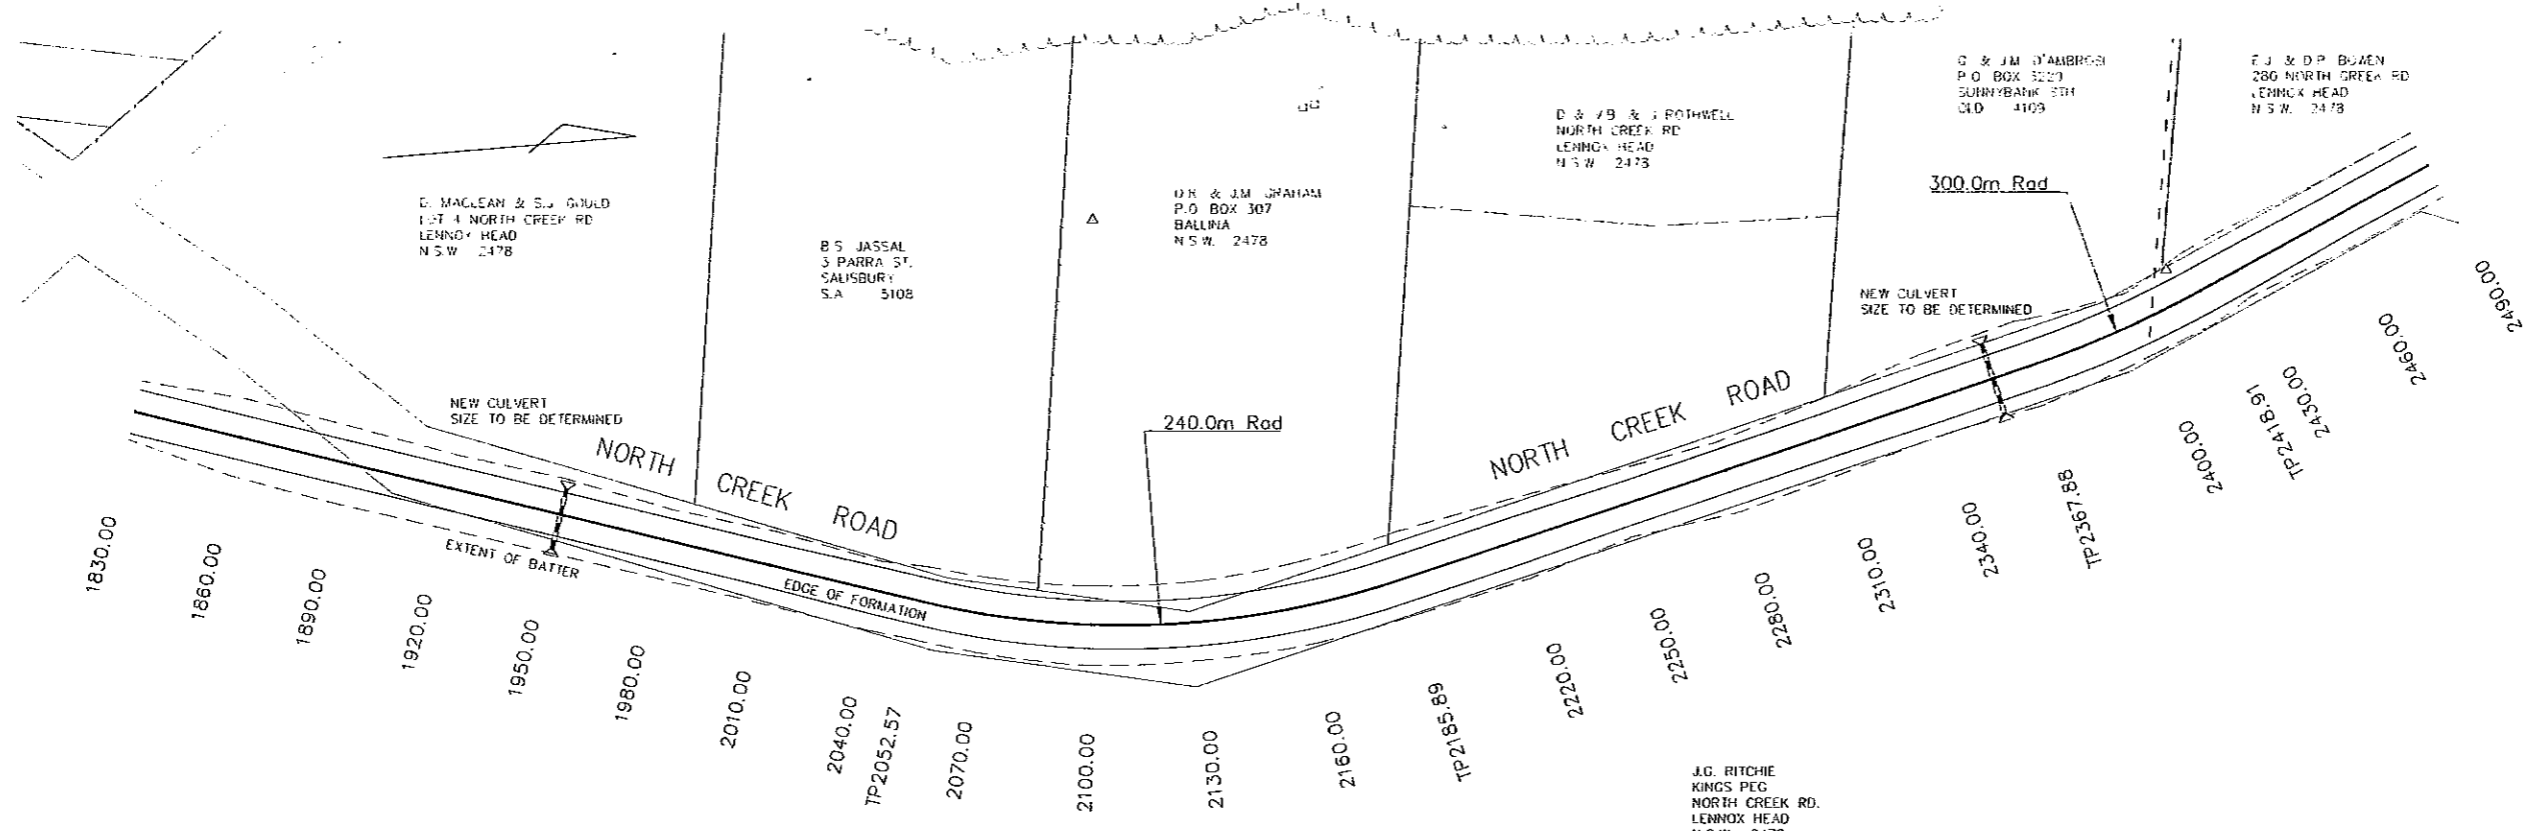 D. MACLEAN & S.J. GOULD
LOT 4 NORTH CREEK RD
LENNOX HEAD
N.S.W. 2478
B.S. JASSAL
3 PARRA ST.
SALISBURY
S.A. 5108
D.R. & J.M. GRAHAM
P.O. BOX 307
BALLINA
N.S.W. 2478
D & & J ROTHWELL
NORTH CREEK RD
LENNOX HEAD
N.S.W. 2478
G & J.M. D'AMBROSI
P.O. BOX
SUNNYBANK STH
QLD 4109
E.J. & D.P. BOWEN
280 NORTH CREEK RD
LENNOX HEAD
N.S.W. 2478
300.0m Rad
NEW CULVERT
SIZE TO BE DETERMINED
NEW CULVERT
SIZE TO BE DETERMINED
240.0m Rad
NORTH CREEK ROAD
NORTH CREEK ROAD
EXTENT OF BATTER
EDGE OF FORMATION
1830.00
1860.00
1890.00
1920.00
1950.00
1980.00
2010.00
2040.00
TP2052.57
2070.00
2100.00
2130.00
2160.00
TP2185.89
2220.00
2250.00
2280.00
2310.00
2340.00
TP2367.88
2400.00
TP2418.91
2430.00
2460.00
2490.00
J.G. RITCHIE
KINGS PEG
NORTH CREEK RD.
LENNOX HEAD
N.S.W. 2478